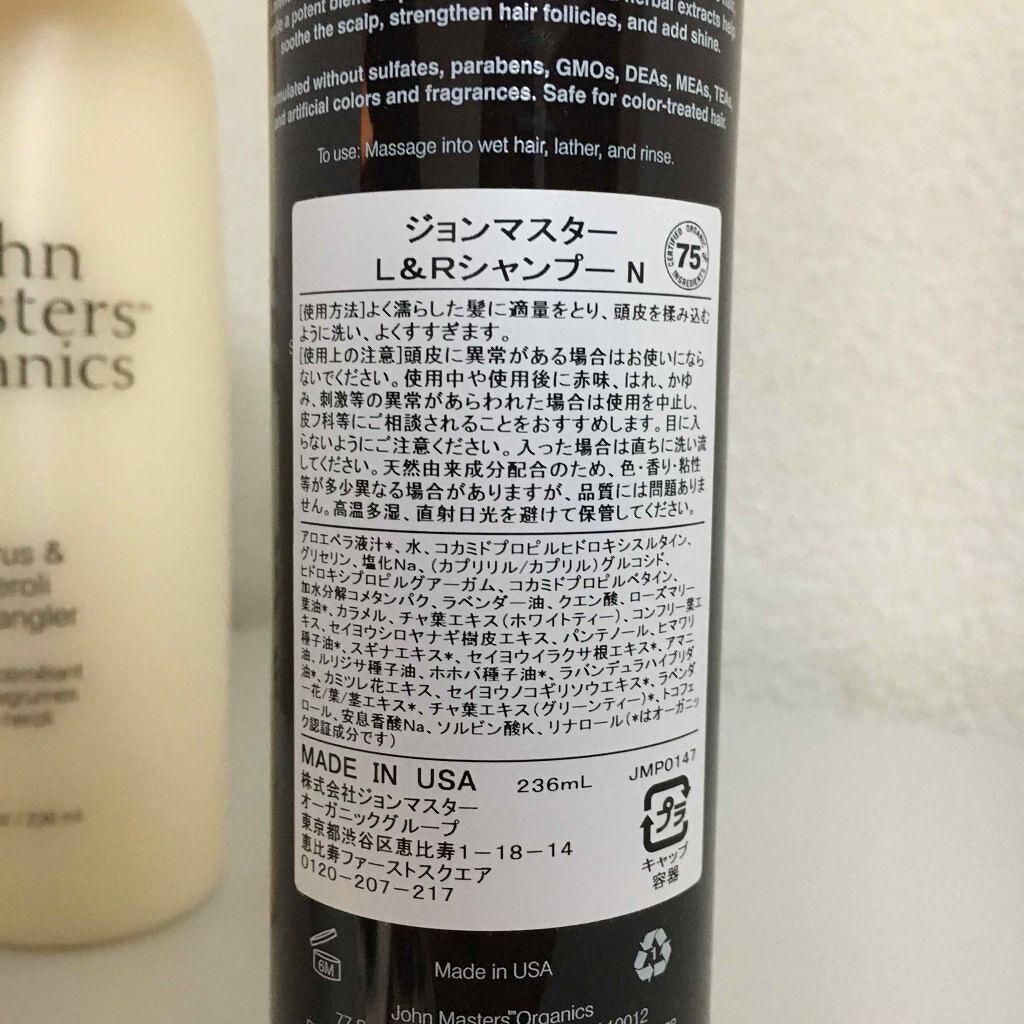 a potent blend
herbal extracts help
soothe the scalp, strengthen hair follicles, and add shine.
without sulfates, parabens, GMOs, DEAs, MEAs, TEAs,
and artificial colors and fragrances. Safe for color-treated hair.
To use: Massage into wet hair, lather, and rinse.
ジョンマスター
L&Rシャンプー N
CERTIFIED ORGANIC
75
INGREDIENTS
[使用方法]よく濡らした髪に適量をとり、頭皮を揉み込む
ように洗い、よくすすぎます。
[使用上の注意]頭皮に異常がある場合はお使いにな
ないでください。使用中や使用後に赤味、はれ、かゆ
み、刺激等の異常があらわれた場合は使用を中止し、
皮フ科等にご相談されることをおすすめします。目に入
らないようにご注意ください。入った場合は直ちに洗い流
してください。天然由来成分配合のため、色・香り・粘性
等が多少異なる場合がありますが、品質には問題ありま
せん。高温多湿、直射日光を避けて保管してください。
アロエベラ液汁*、水、コカミドプロピルヒドロキシスルタイン、
グリセリン、塩化Na、(カプリリル/カプリル)グルコシド、
ヒドロキシプロピルグアーガム、コカミドプロピルベタイン、
加水分解コメタンパク、ラベンダー油、クエン酸、ローズマリー
葉油*、カラメル、チャ葉エキス(ホワイトティー)、コンフリー葉エ
キス、セイヨウシロヤナギ樹皮エキス、パンテノール、ヒマワリ
種子油*、スギナエキス*、セイヨウイラクサ根エキス*、アマニ
油、ルリジサ種子油、ホホバ種子油*、ラバンデュラハイブリダ
油*、カミツレ花エキス、セイヨウノコギリソウエキス*、ラベンダ
ー花/葉/茎エキス*、チャ葉エキス(グリーンティー)*、トコフェ
ロール、安息香酸Na、ソルビン酸K、リナロール(*はオーガニッ
ク認証成分です)
MADE IN USA 236mL JMP0147
株式会社ジョンマスター
オーガニックグループ
東京都渋谷区恵比寿1-18-14
恵比寿ファーストスクエア
0120-207-217
プラ
キャップ
容器
6M
Made in USA
1
John Masters™Organics
77
10012
hn
sters™
anics
rus &
eroli
angler